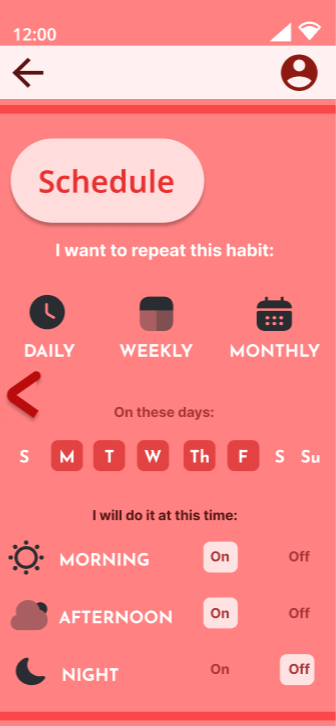 12:00
Schedule
I want to repeat this habit:
DAILY WEEKLY MONTHLY
On these days:
S M T W Th F S Su
I will do it at this time:
MORNING On Off
AFTERNOON On Off
NIGHT On Off